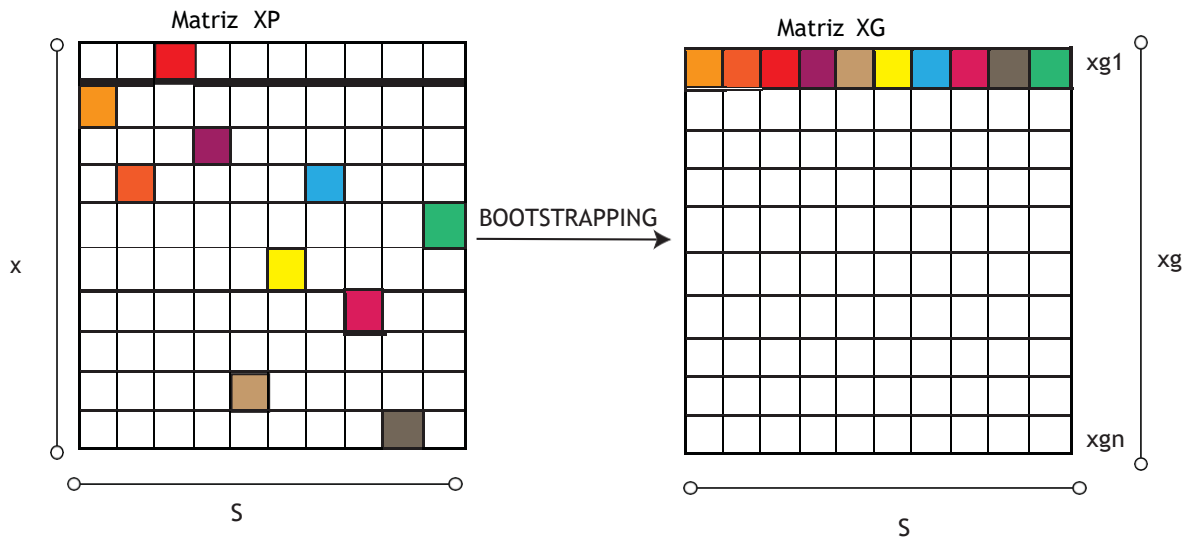 Matriz XP
Matriz XG
xg1
BOOTSTRAPPING
x
xg
xgn
S
S